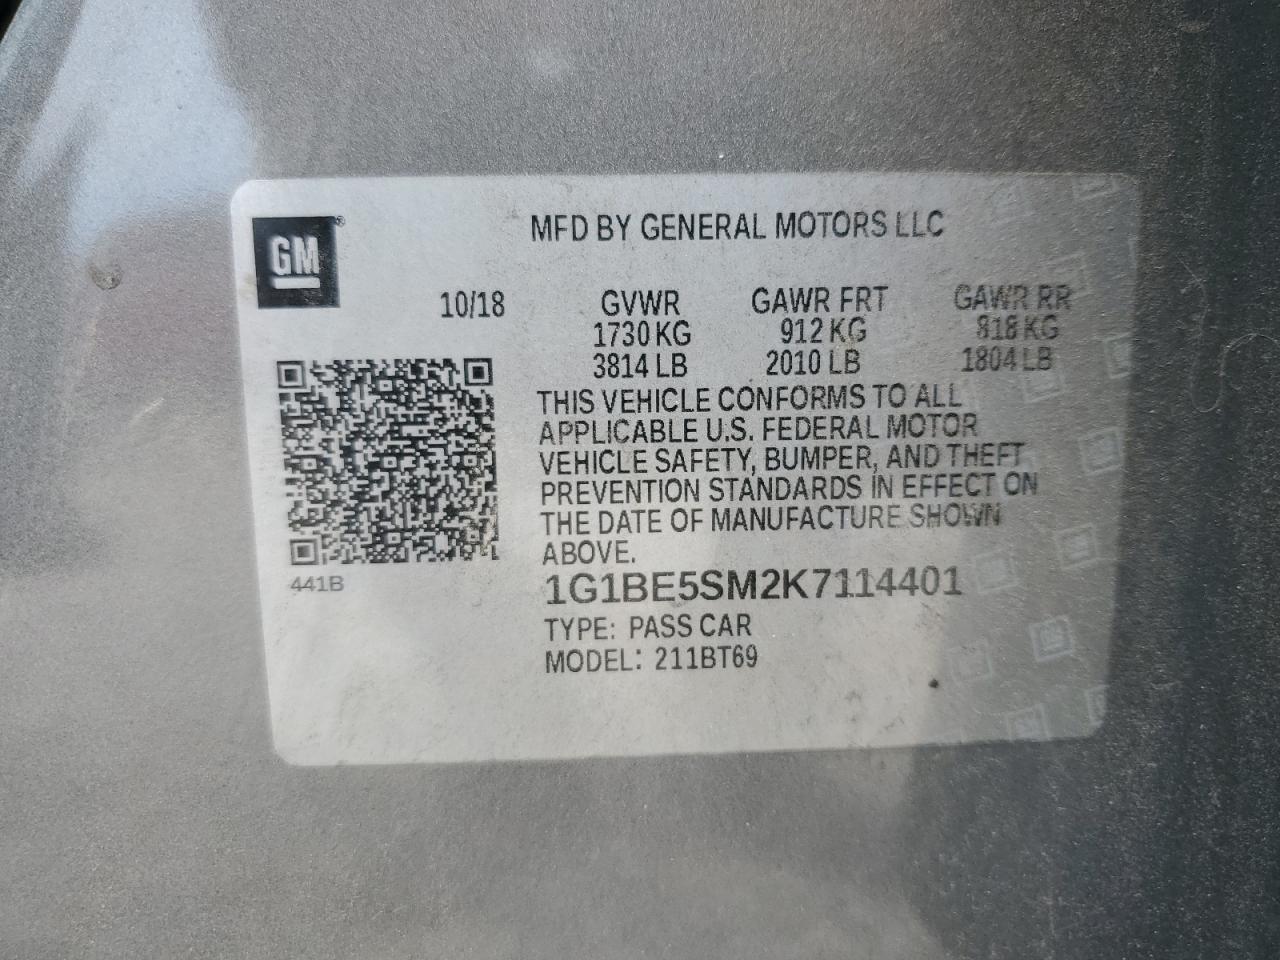 GM®
MFD BY GENERAL MOTORS LLC
10/18 GVWR GAWR FRT GAWR RR
1730 KG 912 KG 818 KG
3814 LB 2010 LB 1804 LB
THIS VEHICLE CONFORMS TO ALL
APPLICABLE U.S. FEDERAL MOTOR
VEHICLE SAFETY, BUMPER, AND THEFT
PREVENTION STANDARDS IN EFFECT ON
THE DATE OF MANUFACTURE SHOWN
ABOVE.
441B
1G1BE5SM2K7114401
TYPE: PASS CAR
MODEL: 211BT69